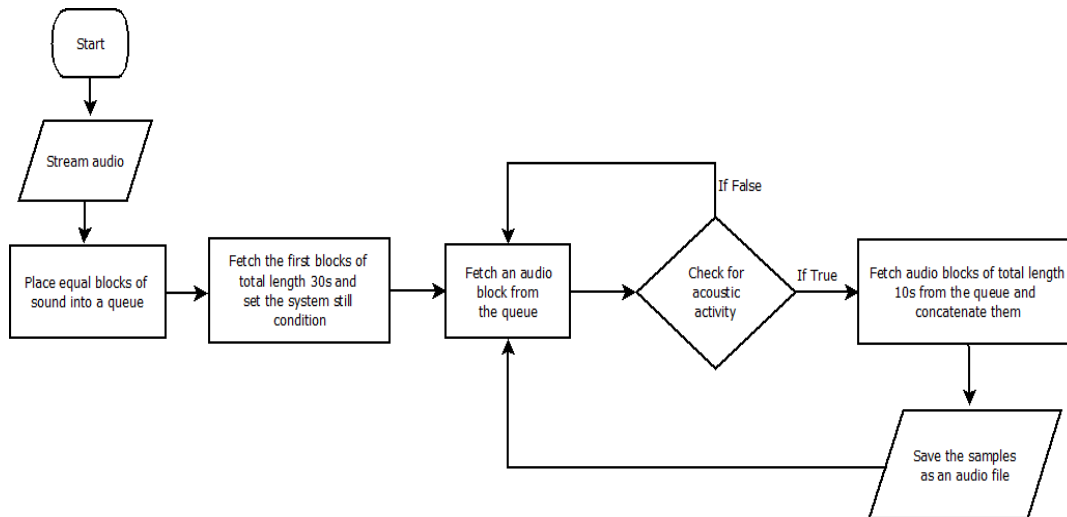 Start
Stream audio
Place equal blocks of
sound into a queue
Fetch the first blocks of
total length 30s and
set the system still
condition
Fetch an audio
block from
the queue
If False
Check for
acoustic
activity
If True
Fetch audio blocks of total length
10s from the queue and
concatenate them
Save the samples
as an audio file